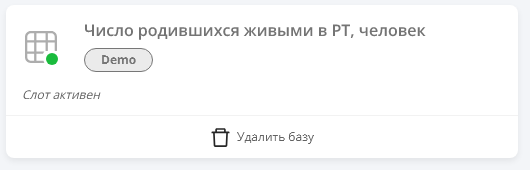 Число родившихся живыми в РТ, человек
Demo
Слот активен
Удалить базу